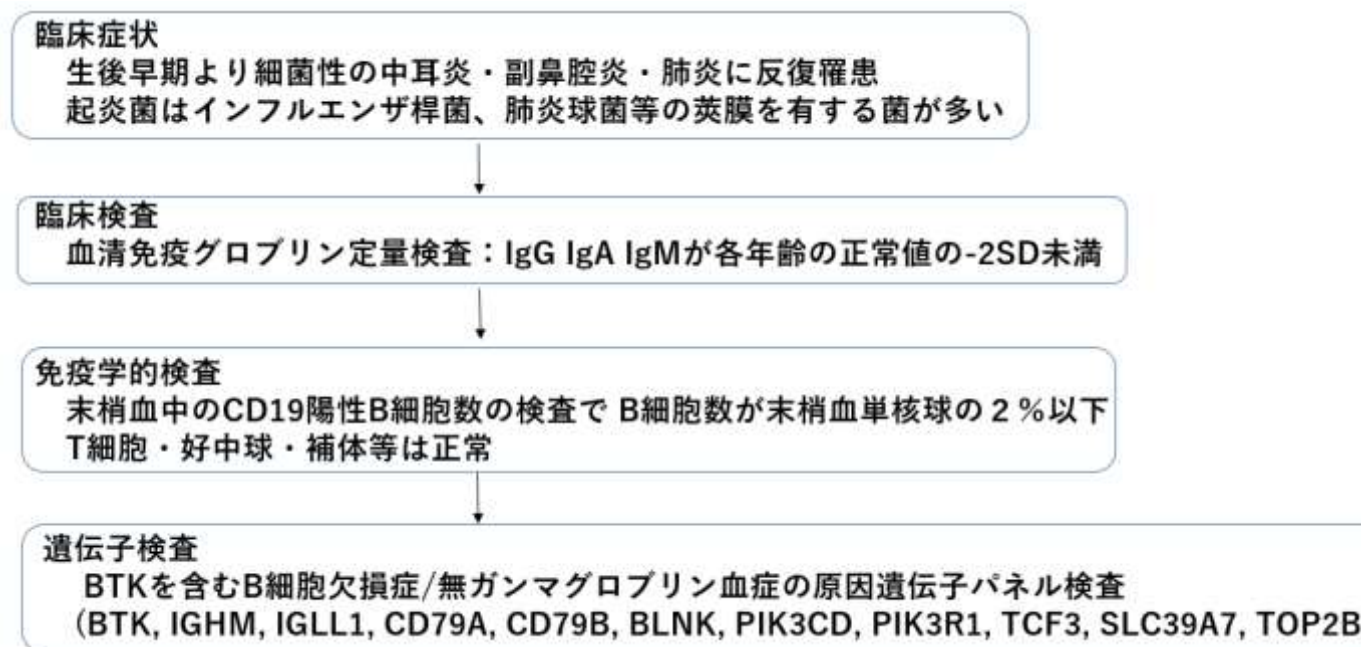 臨床症状
生後早期より細菌性の中耳炎・副鼻腔炎・肺炎に反復罹患
起炎菌はインフルエンザ桿菌、肺炎球菌等の莢膜を有する菌が多い
臨床検査
血清免疫グロブリン定量検査：IgG IgA IgMが各年齢の正常値の-2SD未満
免疫学的検査
末梢血中のCD19陽性B細胞数の検査で B細胞数が末梢血単核球の２％以下
T細胞・好中球・補体等は正常
遺伝子検査
BTKを含むB細胞欠損症/無ガンマグロブリン血症の原因遺伝子パネル検査
（BTK, IGHM, IGLL1, CD79A, CD79B, BLNK, PIK3CD, PIK3R1, TCF3, SLC39A7, TOP2B